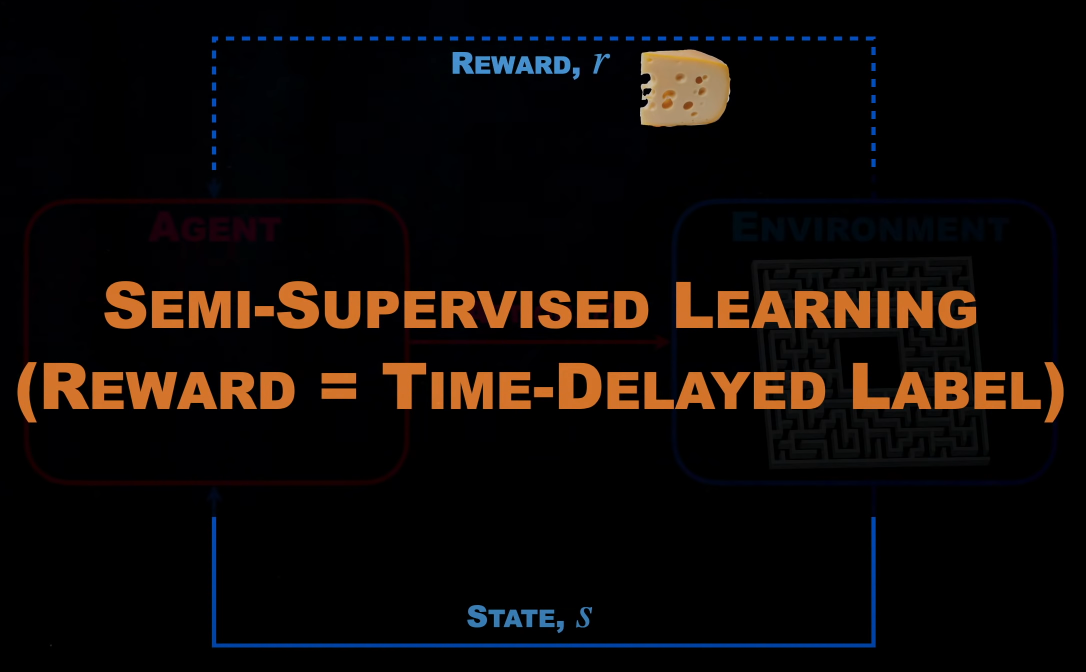 REWARD, r
AGENT
ENVIRONMENT
SEMI-SUPERVISED LEARNING
(REWARD = TIME-DELAYED LABEL)
STATE, s